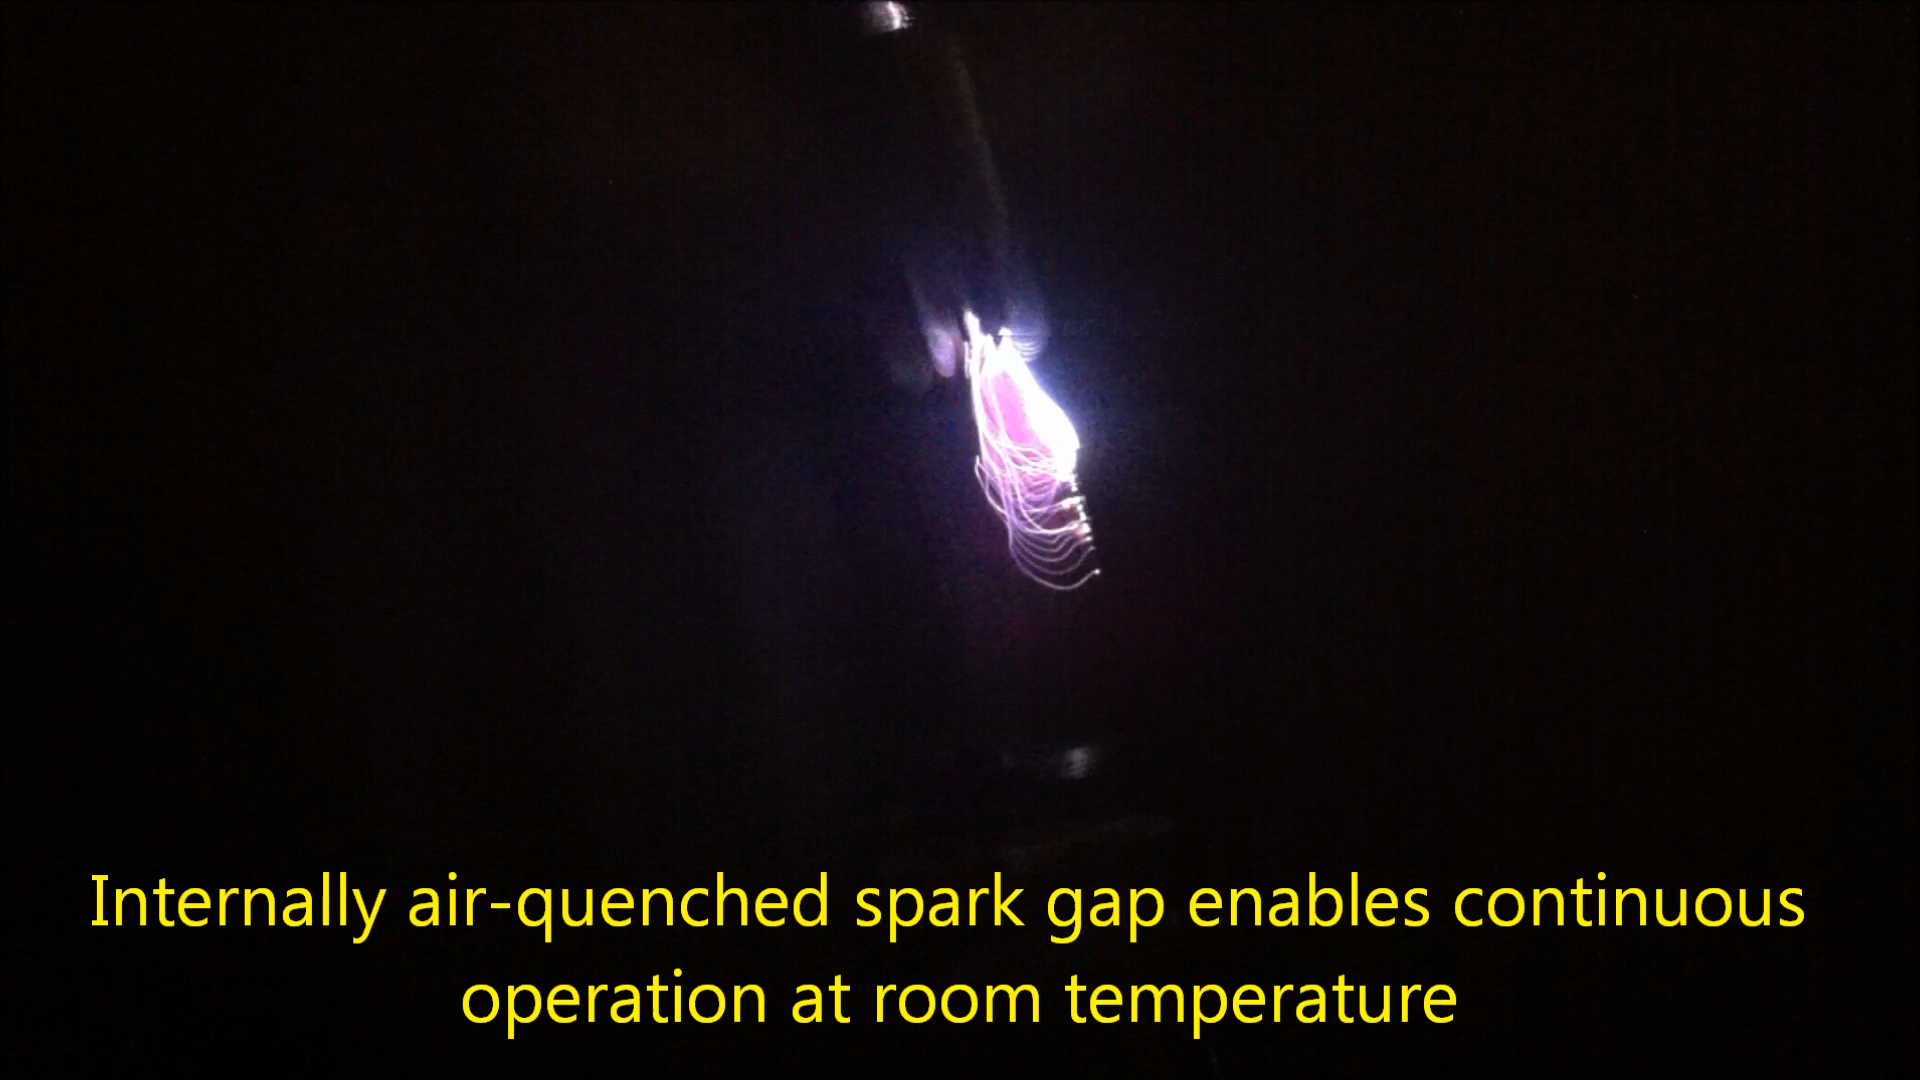 Internally air-quenched spark gap enables continuous
operation at room temperature